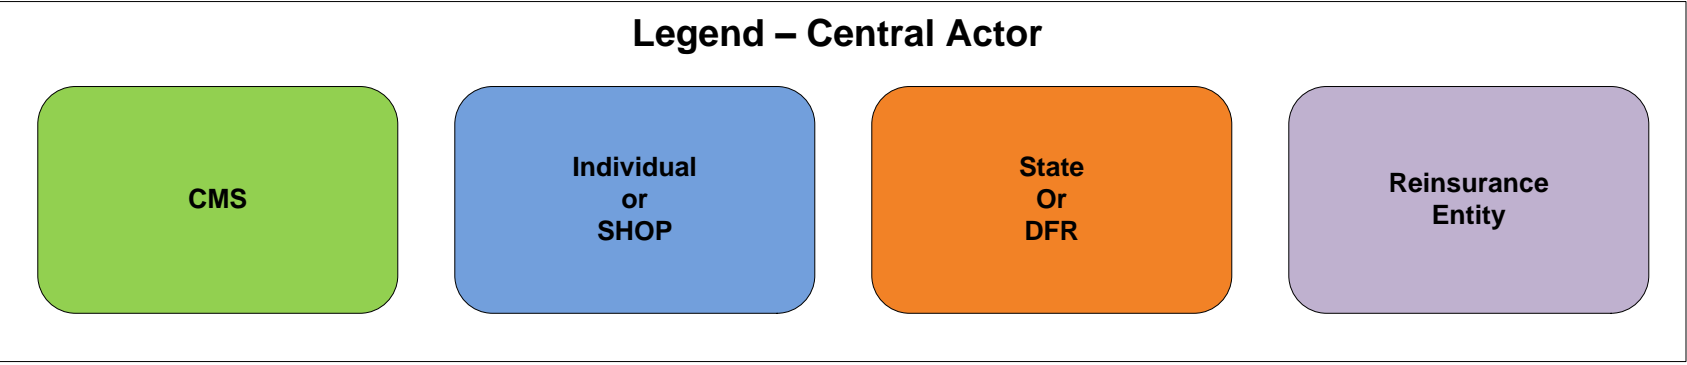 Legend – Central Actor
CMS
Individual
or
SHOP
State
Or
DFR
Reinsurance
Entity